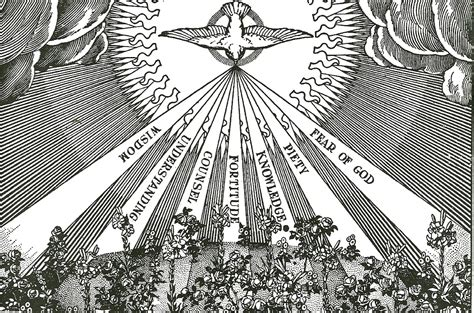 WISDOM
UNDERSTANDING
COUNSEL
FORTITUDE
KNOWLEDGE
PIETY
FEAR OF GOD